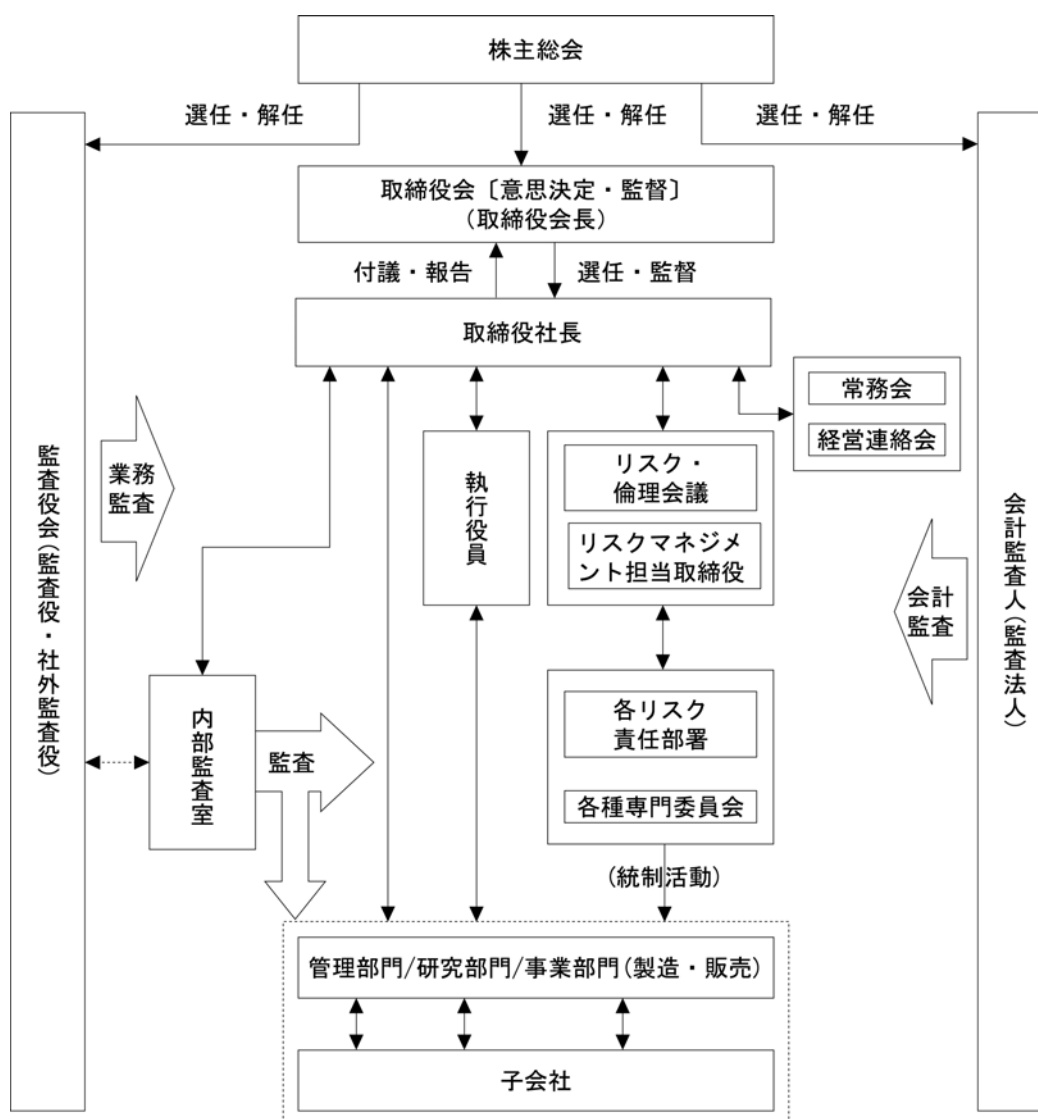 株主総会
選任・解任
選任・解任
選任・解任
取締役会〔意思決定・監督〕
(取締役会長)
付議・報告
選任・監督
取締役社長
常務会
経営連絡会
監査役会(監査役・社外監査役)
業務
監査
執行役員
リスク・
倫理会議
リスクマネジメ
ント担当取締役
会計
監査
会計監査人(監査法人)
内部監査室
監査
各リスク
責任部署
各種専門委員会
(統制活動)
管理部門/研究部門/事業部門(製造・販売)
子会社